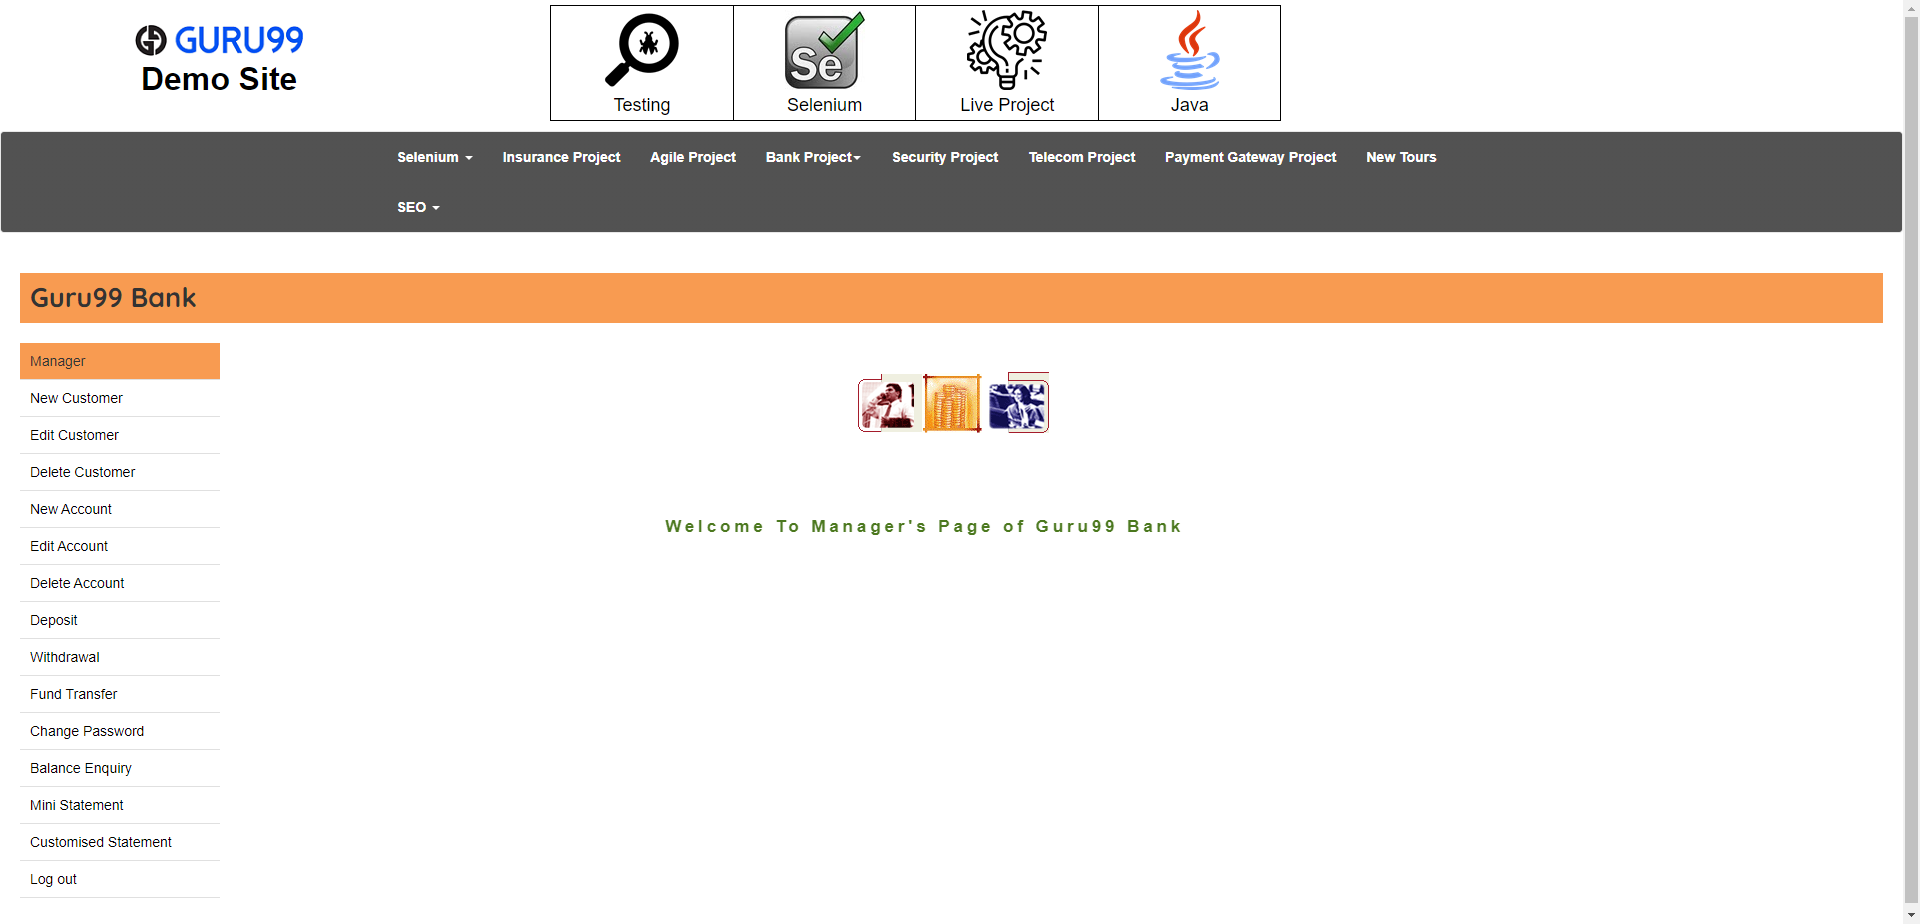 GURU99
Demo Site
Se
Testing
Selenium
Live Project
Java
Selenium
Insurance Project
Agile Project
Bank Project
Security Project
Telecom Project
Payment Gateway Project
New Tours
SEO
Guru99 Bank
Manager
New Customer
Edit Customer
Delete Customer
New Account
Edit Account
Delete Account
Deposit
Withdrawal
Fund Transfer
Change Password
Balance Enquiry
Mini Statement
Customised Statement
Log out
Welcome To Manager's Page of Guru99 Bank